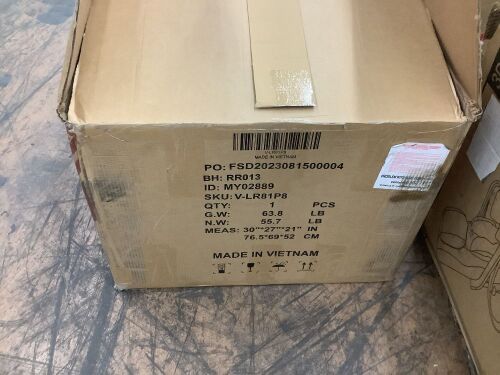 V-LR81P8
MADE IN VIETNAM
PO: FSD2023081500004
BH: RR013
ID: MY02889
SKU: V-LR81P8
QTY: 1 PCS
G.W: 63.8 LB
N.W: 55.7 LB
MEAS: 30"*27"*21" IN
76.5*69*52 CM
MADE IN VIETNAM